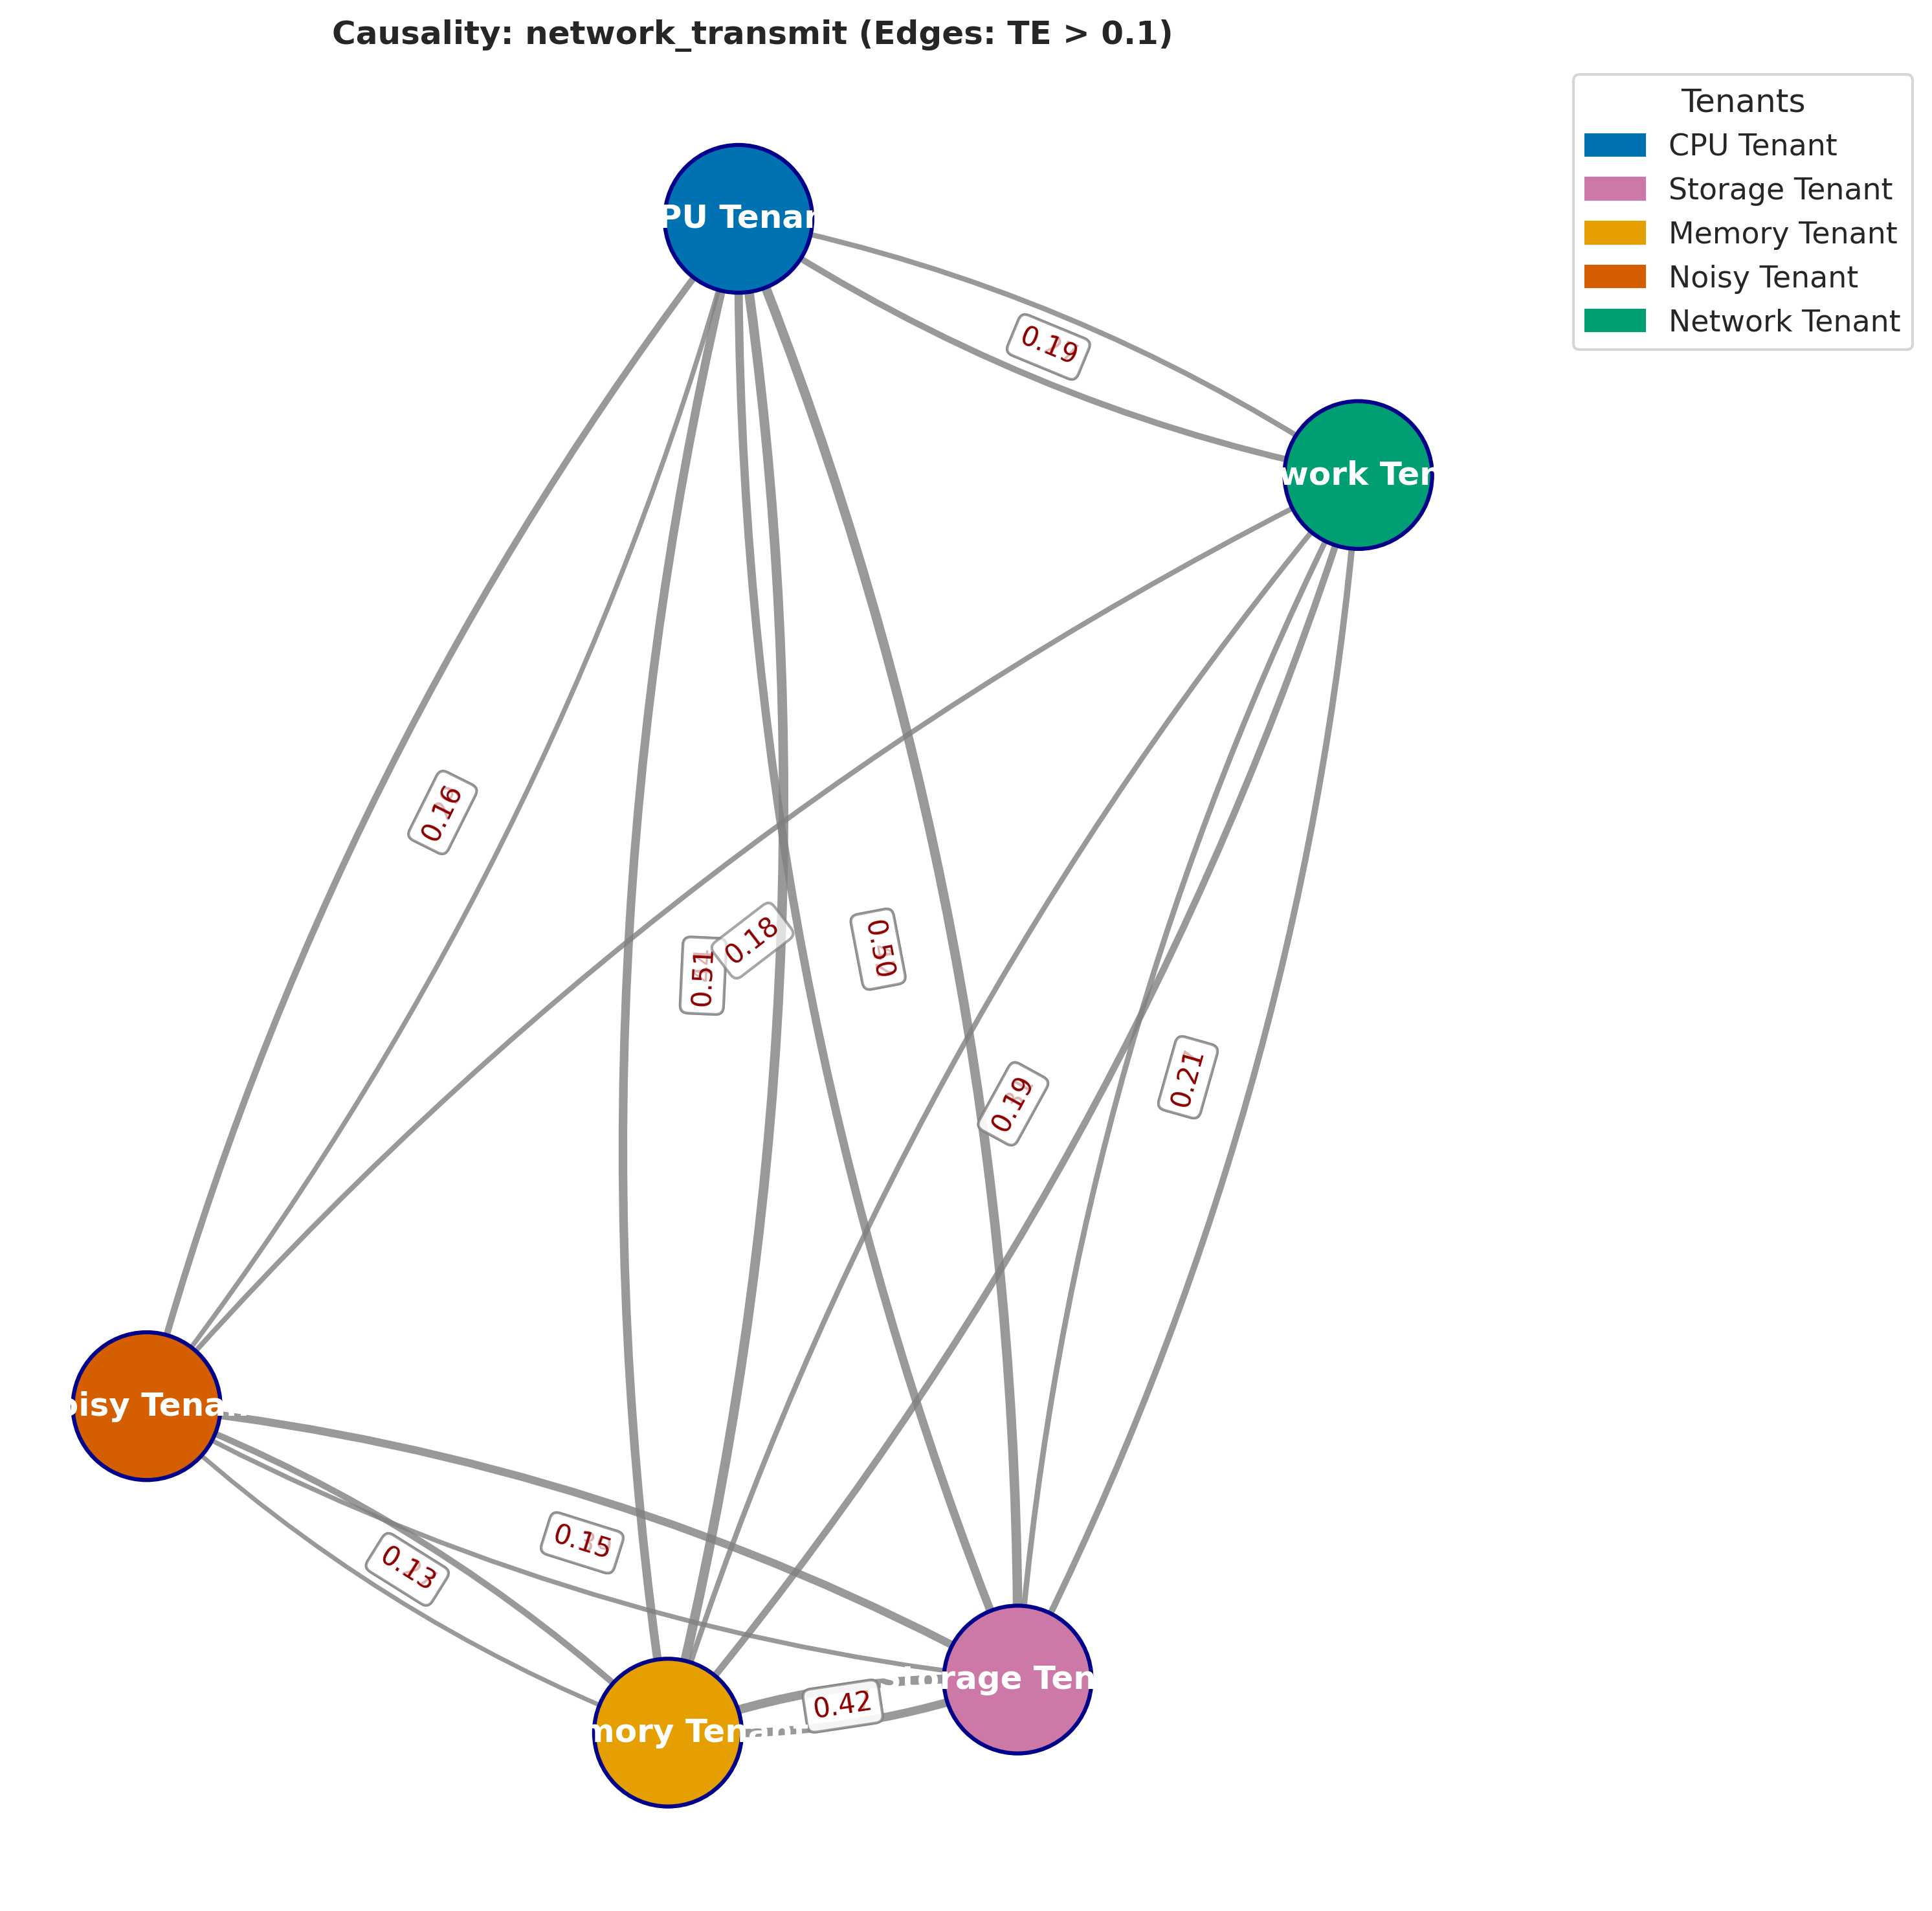 Causality: network_transmit (Edges: TE > 0.1)
Tenants
CPU Tenant
Storage Tenant
Memory Tenant
Noisy Tenant
Network Tenant
PU Tenan
0.19
work Ten
0.16
0.18
0.51
0.50
0.19
0.21
oisy Tena
0.15
0.13
orage Ten
0.42
mory Tenant